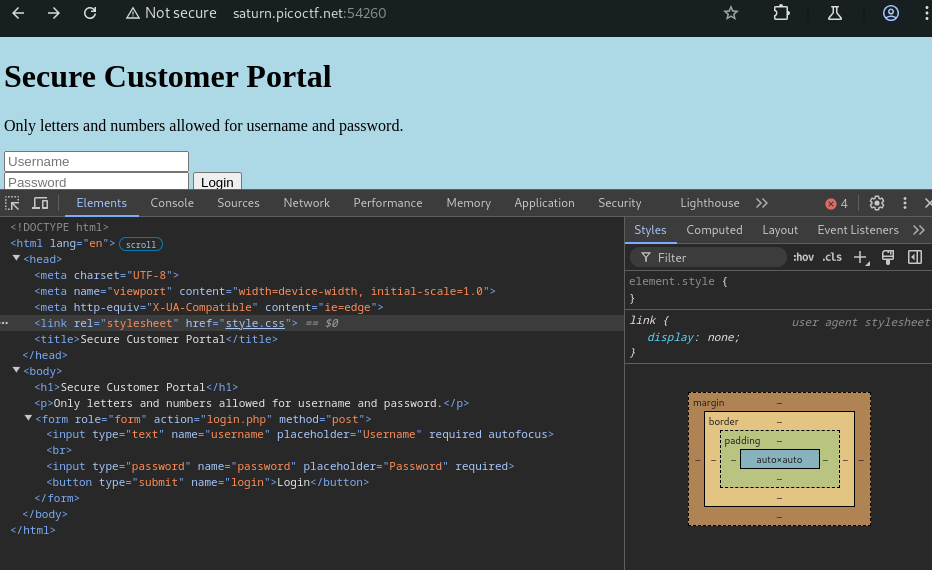 Not secure saturn.picoctf.net:54260
Secure Customer Portal
Only letters and numbers allowed for username and password.
Username
Password Login
Elements Console Sources Network Performance Memory Application Security Lighthouse 4
<!DOCTYPE html>
<html lang="en"> scroll
<head>
<meta charset="UTF-8">
<meta name="viewport" content="width=device-width, initial-scale=1.0">
<meta http-equiv="X-UA-Compatible" content="ie=edge">
<link rel="stylesheet" href="style.css"> == $0
<title>Secure Customer Portal</title>
</head>
<body>
<h1>Secure Customer Portal</h1>
<p>Only letters and numbers allowed for username and password.</p>
<form role="form" action="login.php" method="post">
<input type="text" name="username" placeholder="Username" required autofocus>
<br>
<input type="password" name="password" placeholder="Password" required>
<button type="submit" name="login">Login</button>
</form>
</body>
</html>
Styles Computed Layout Event Listeners
Filter :hov .cls
element.style {
}
link { user agent stylesheet
display: none;
}
margin –
border –
padding –
– – – auto×auto – – –
–
–
–